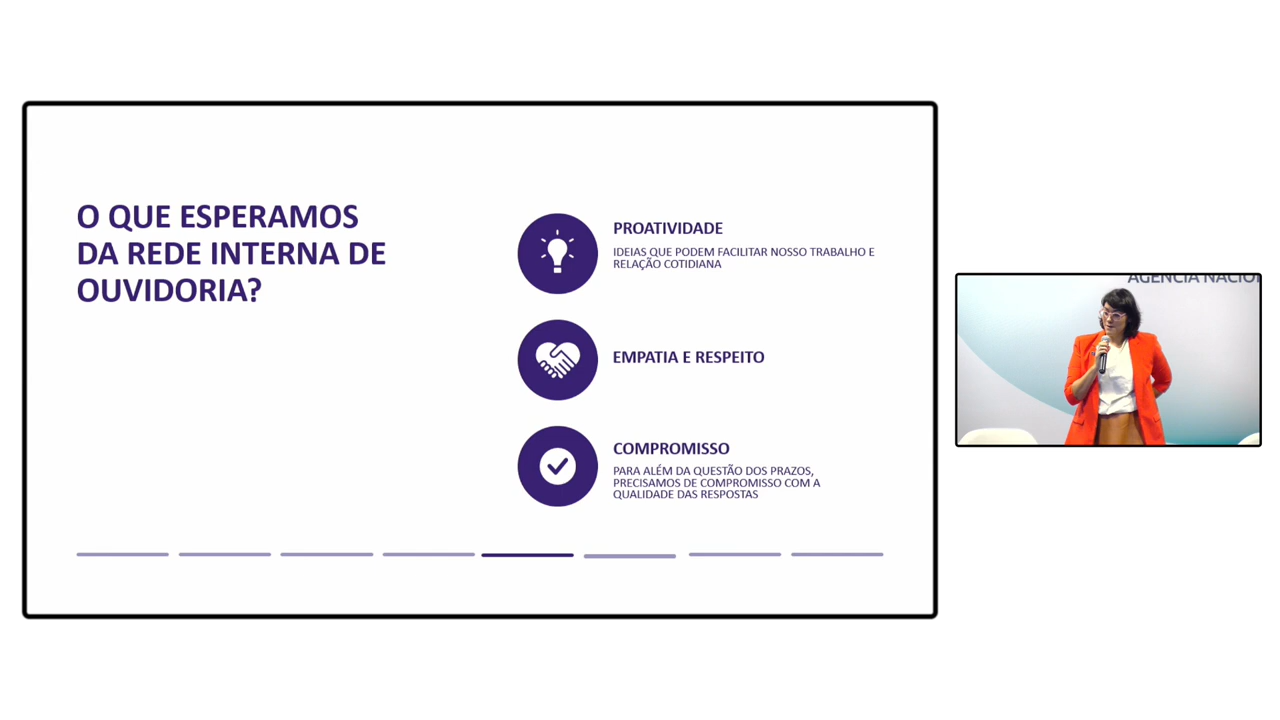 O QUE ESPERAMOS
DA REDE INTERNA DE
OUVIDORIA?
PROATIVIDADE
IDEIAS QUE PODEM FACILITAR NOSSO TRABALHO E
RELAÇÃO COTIDIANA
EMPATIA E RESPEITO
COMPROMISSO
PARA ALÉM DA QUESTÃO DOS PRAZOS,
PRECISAMOS DE COMPROMISSO COM A
QUALIDADE DAS RESPOSTAS
AGÊNCIA